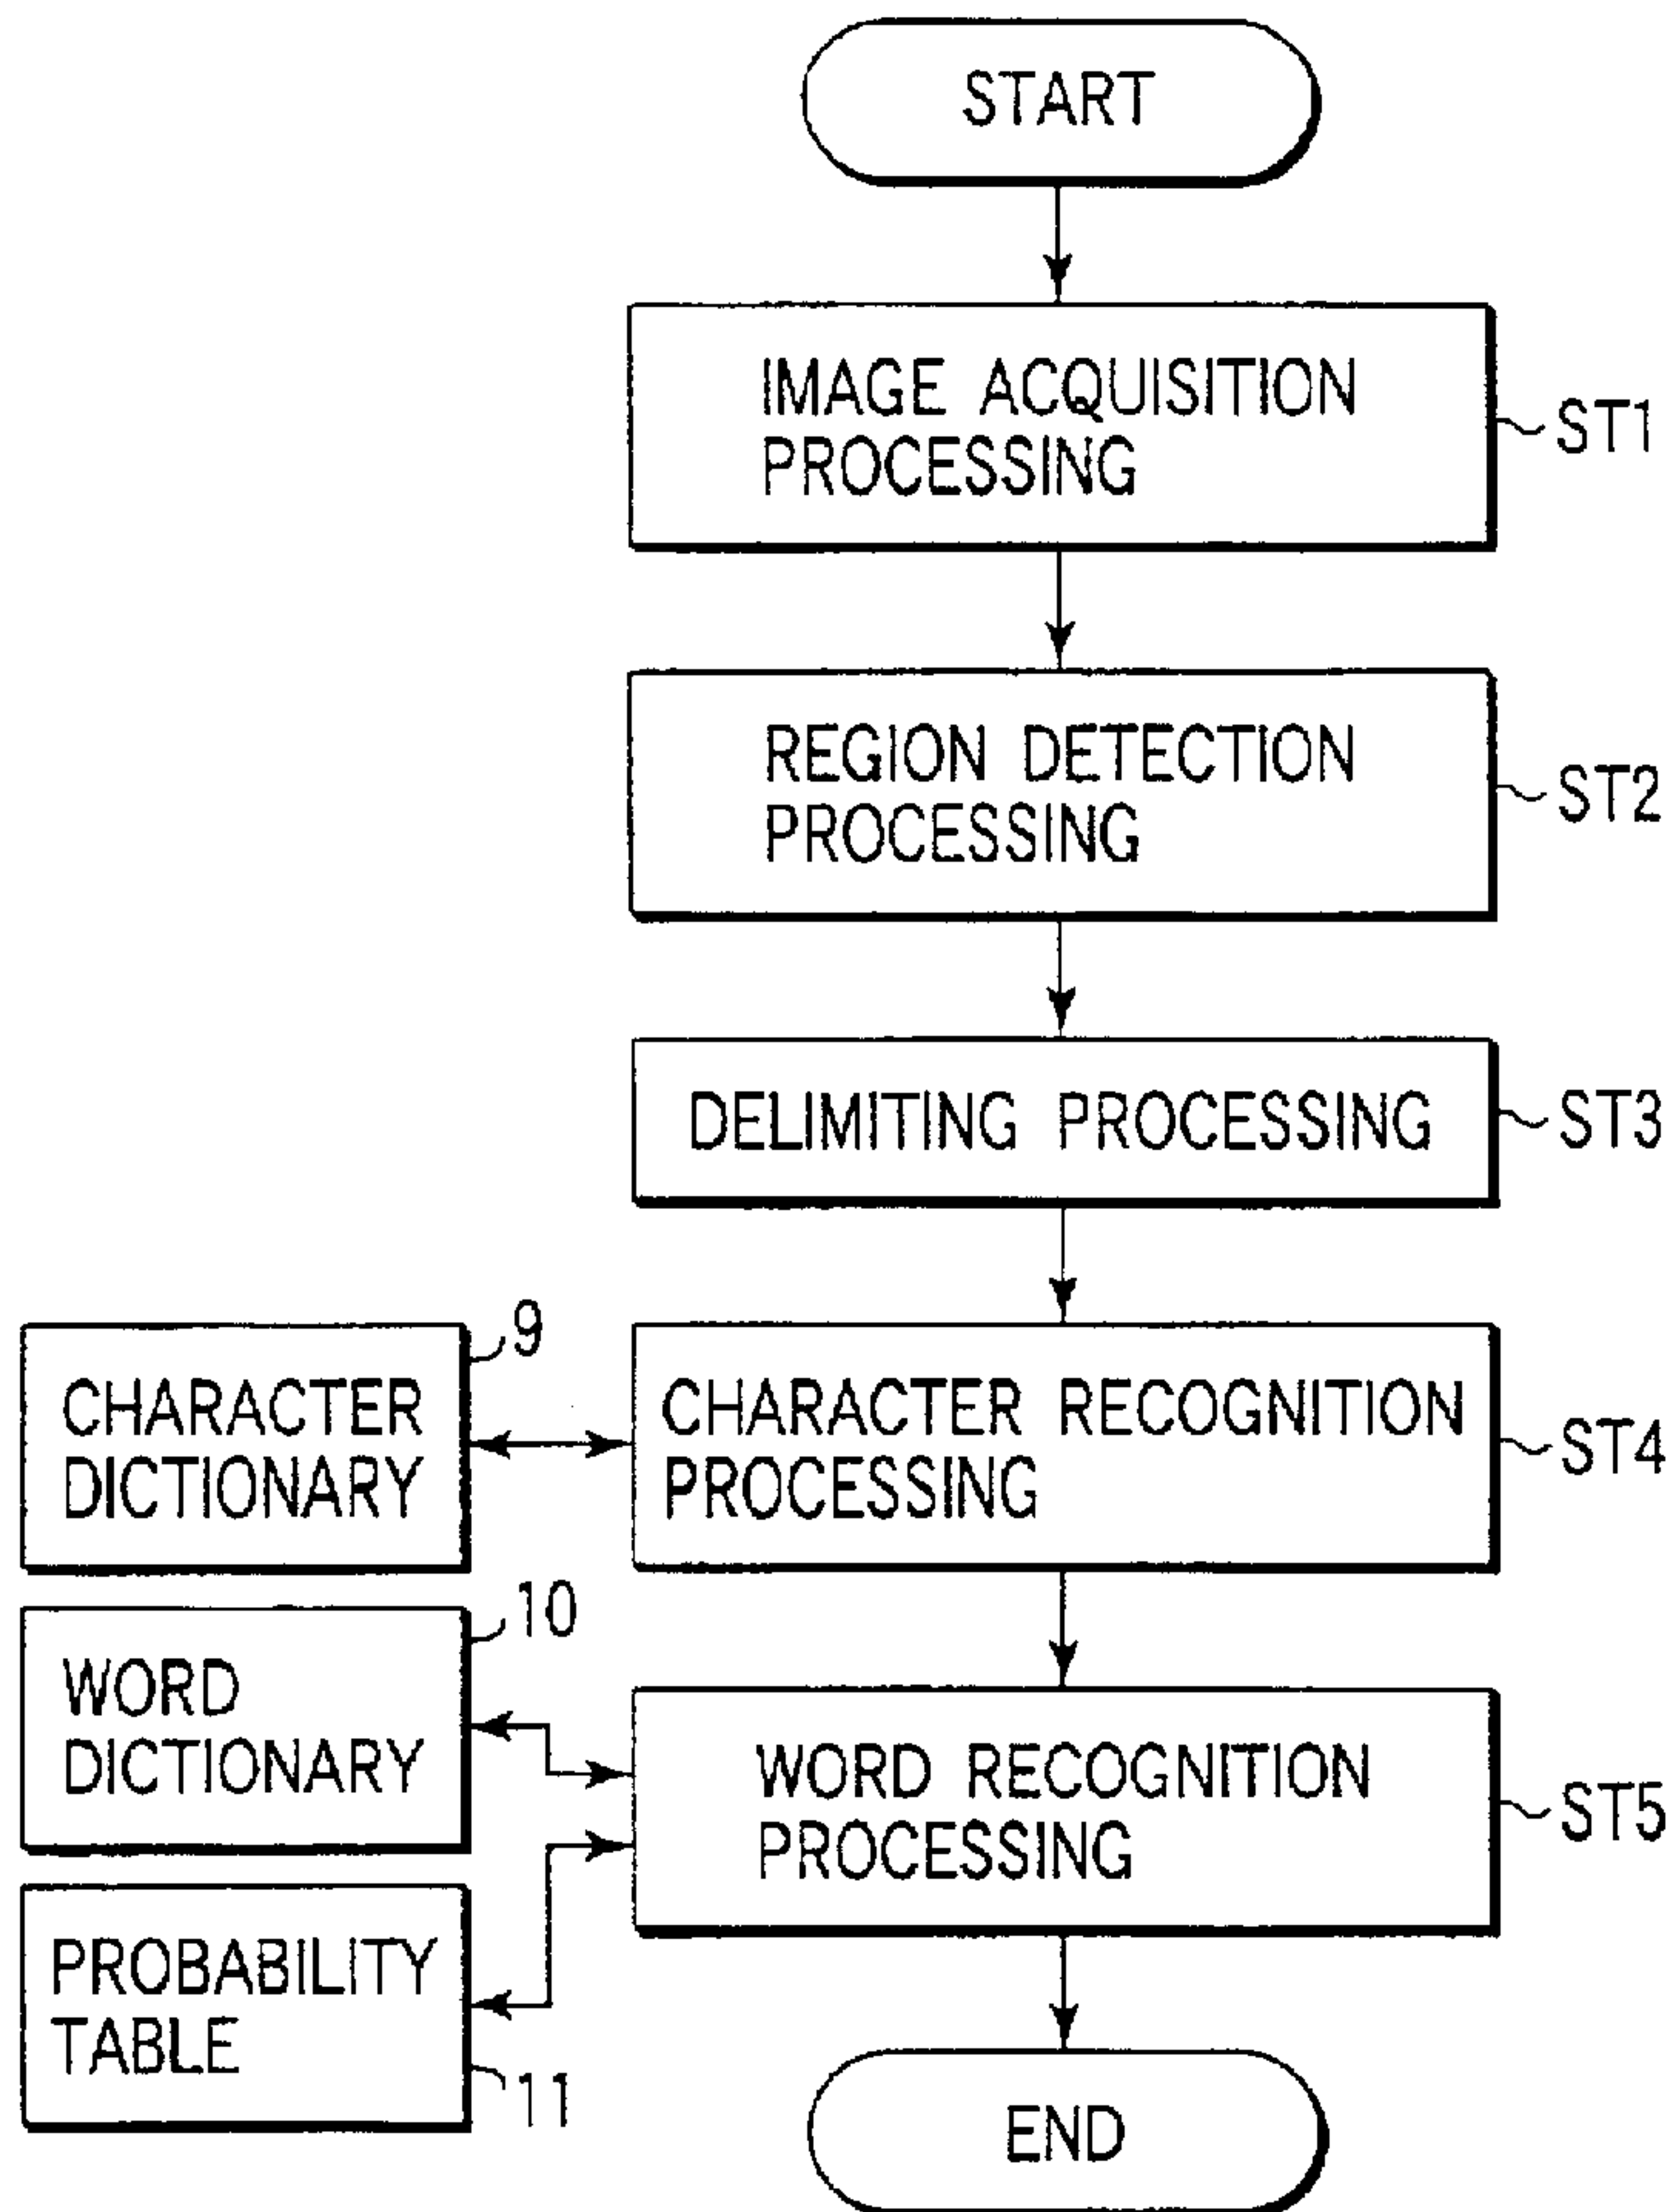 START
IMAGE ACQUISITION
PROCESSING
ST1
REGION DETECTION
PROCESSING
ST2
DELIMITING PROCESSING
ST3
9
CHARACTER
DICTIONARY
CHARACTER RECOGNITION
PROCESSING
ST4
10
WORD
DICTIONARY
WORD RECOGNITION
PROCESSING
ST5
PROBABILITY
TABLE
11
END